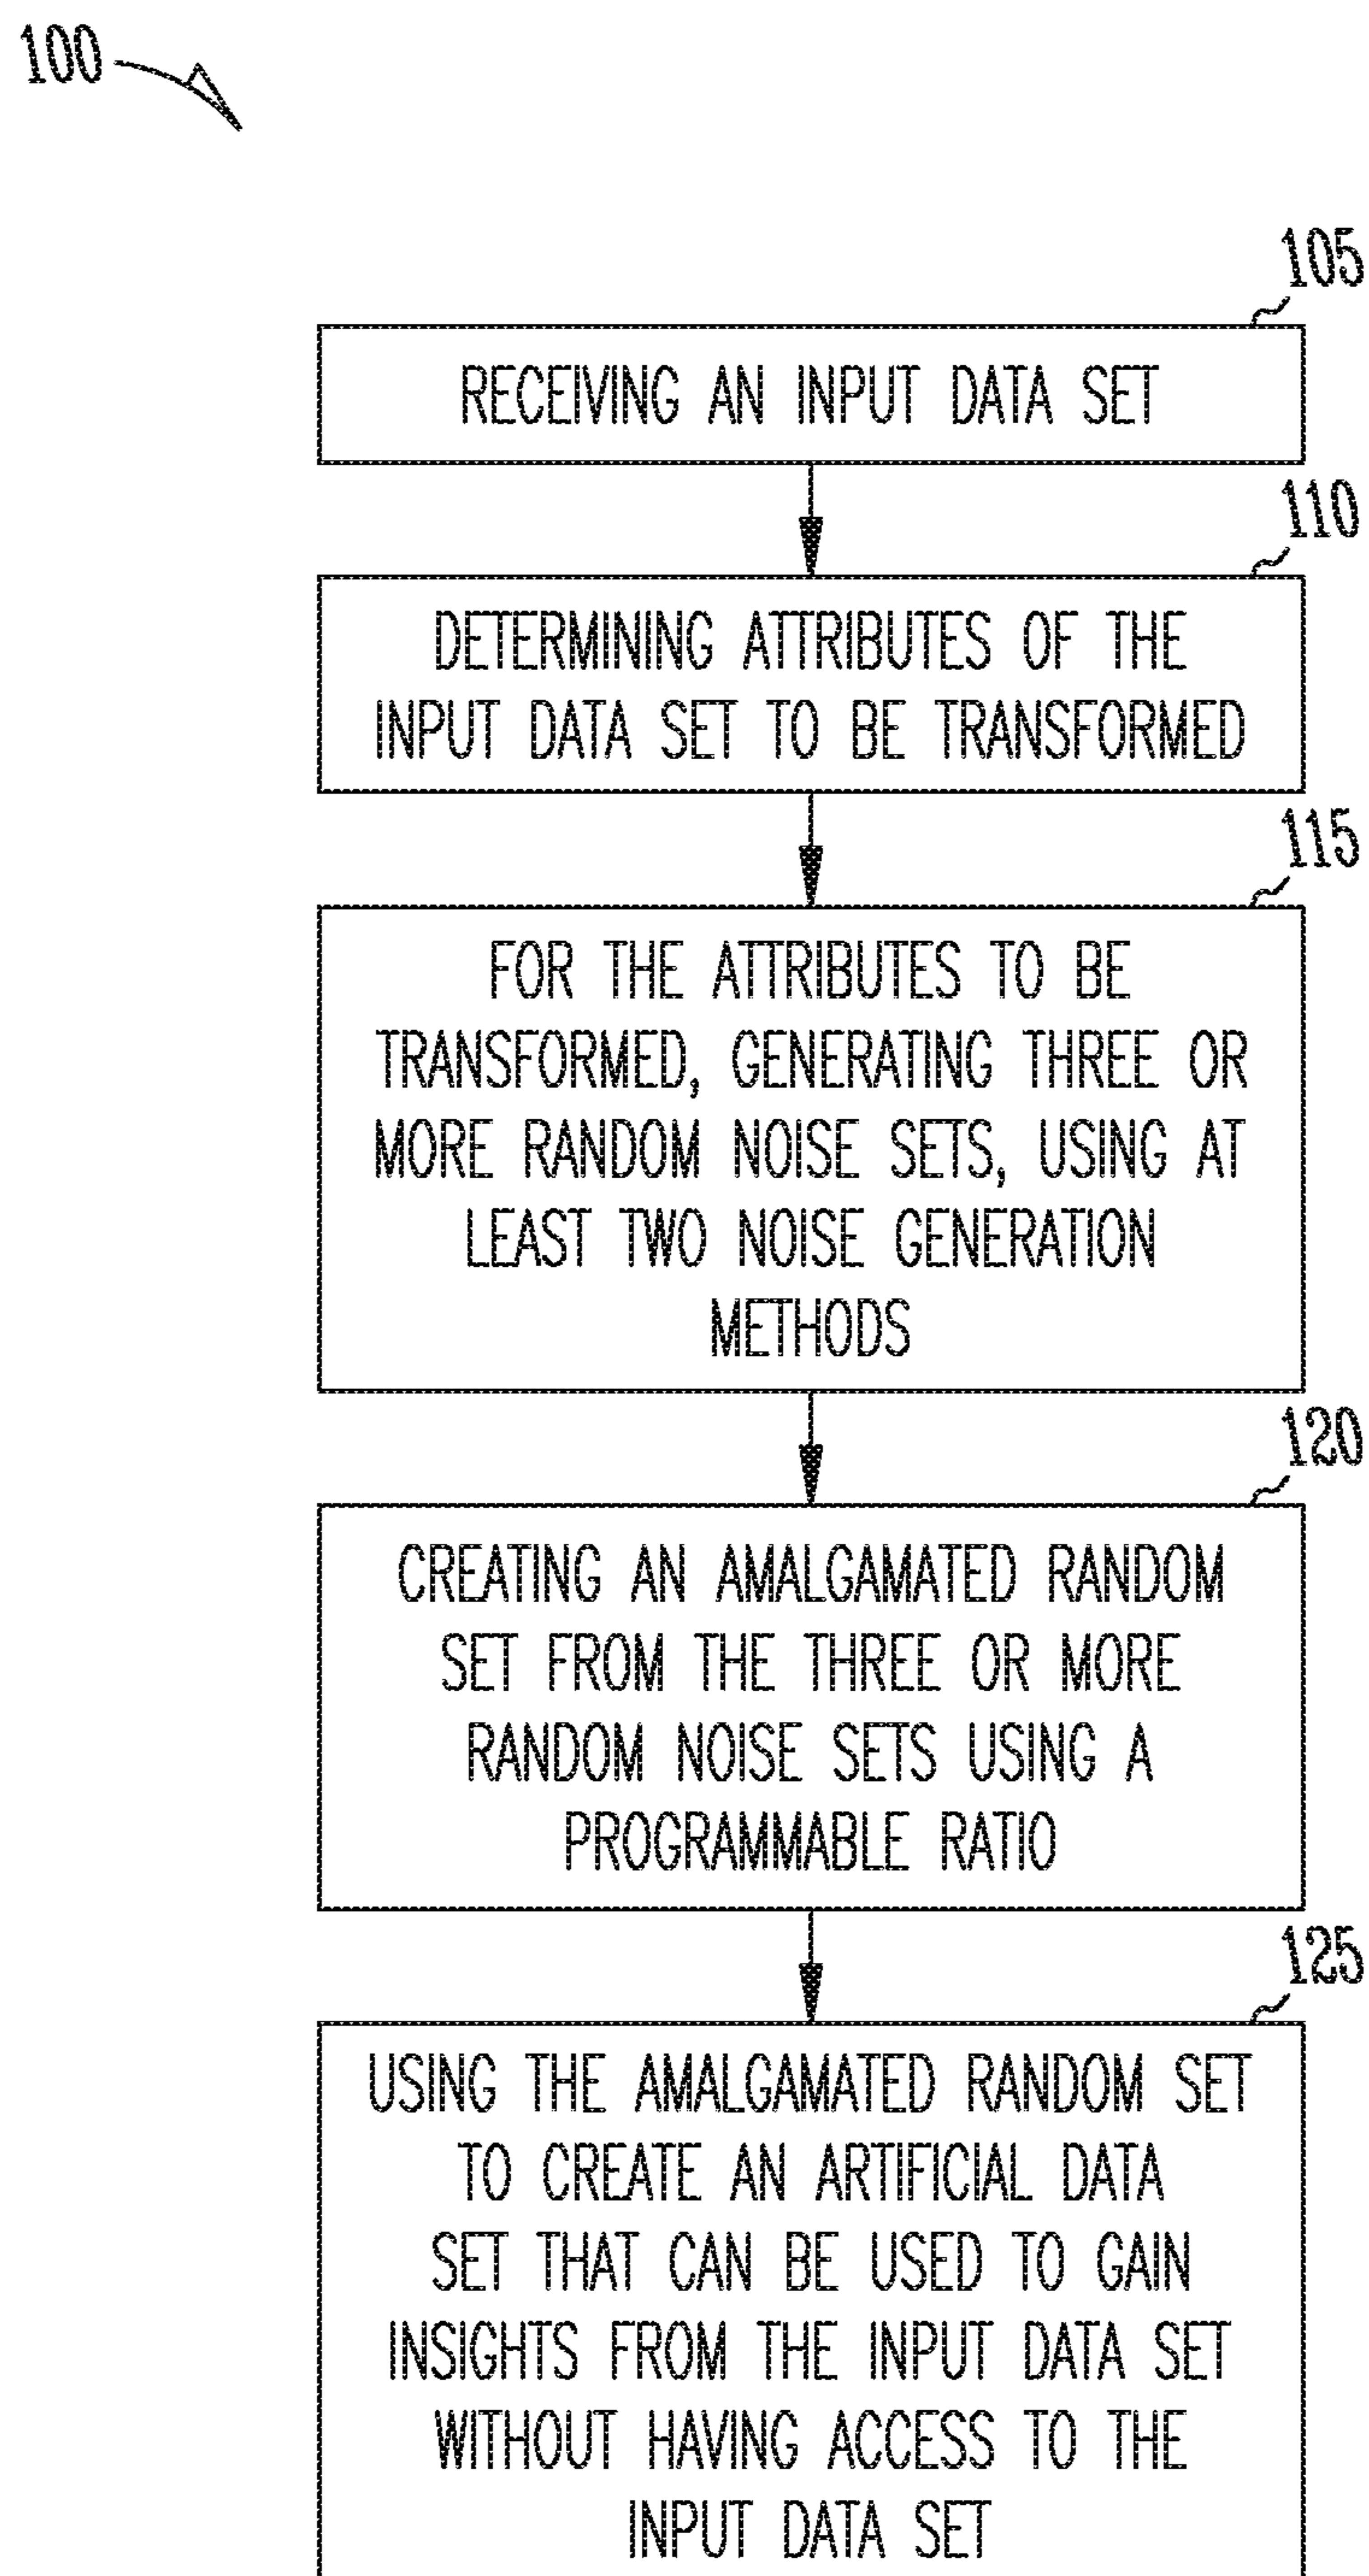 100
105
RECEIVING AN INPUT DATA SET
110
DETERMINING ATTRIBUTES OF THE
INPUT DATA SET TO BE TRANSFORMED
115
FOR THE ATTRIBUTES TO BE
TRANSFORMED, GENERATING THREE OR
MORE RANDOM NOISE SETS, USING AT
LEAST TWO NOISE GENERATION
METHODS
120
CREATING AN AMALGAMATED RANDOM
SET FROM THE THREE OR MORE
RANDOM NOISE SETS USING A
PROGRAMMABLE RATIO
125
USING THE AMALGAMATED RANDOM SET
TO CREATE AN ARTIFICIAL DATA
SET THAT CAN BE USED TO GAIN
INSIGHTS FROM THE INPUT DATA SET
WITHOUT HAVING ACCESS TO THE
INPUT DATA SET